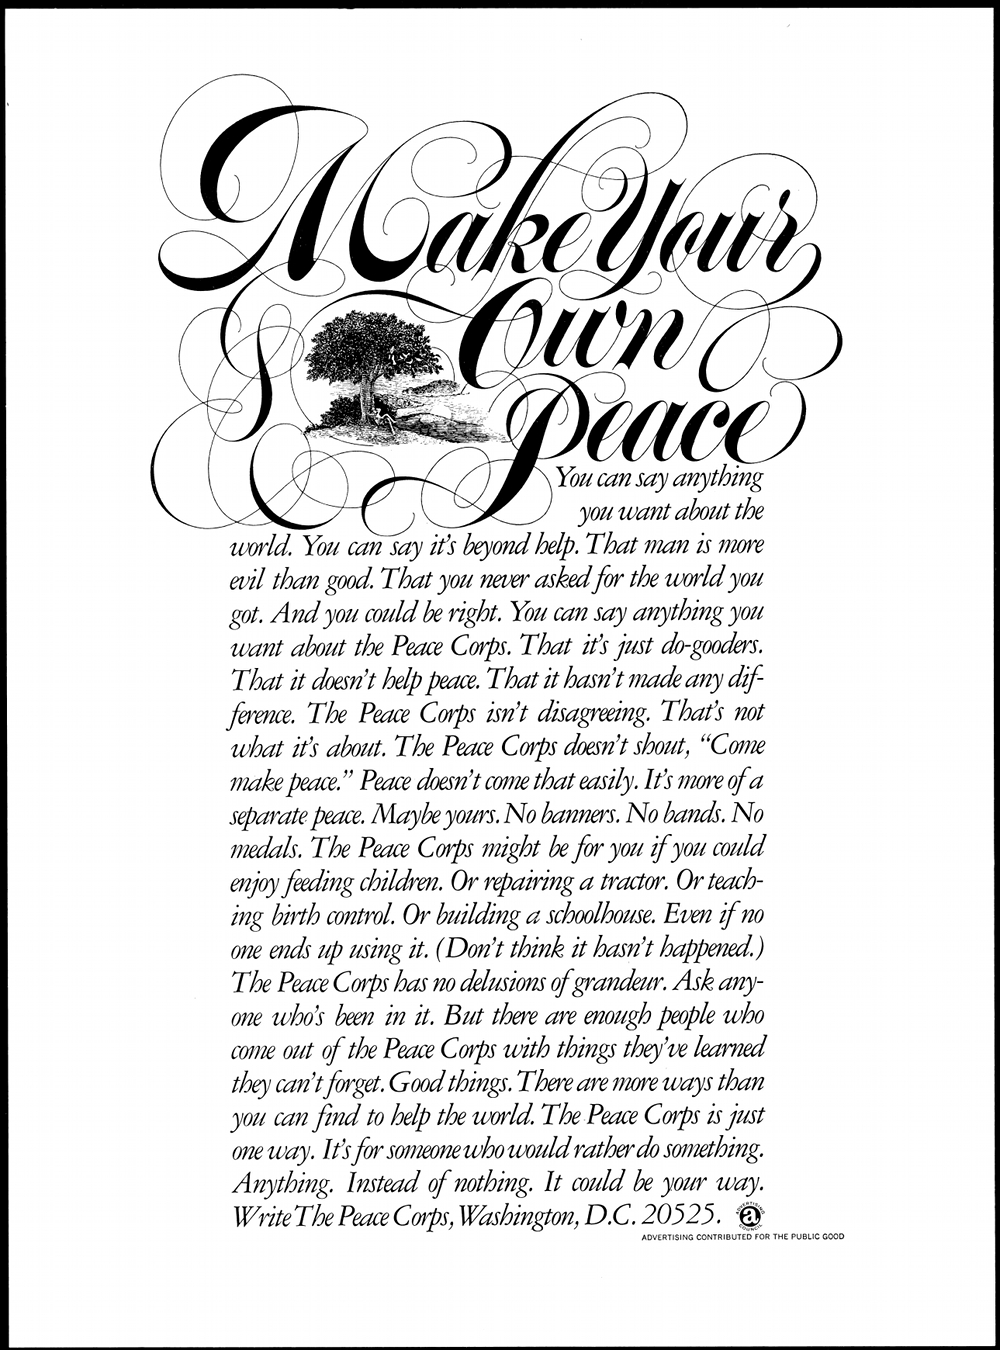 Make Your
Own
Peace
You can say anything
you want about the
world. You can say it's beyond help. That man is more
evil than good. That you never asked for the world you
got. And you could be right. You can say anything you
want about the Peace Corps. That it's just do-gooders.
That it doesn't help peace. That it hasn't made any dif-
ference. The Peace Corps isn't disagreeing. That's not
what it's about. The Peace Corps doesn't shout, “Come
make peace.” Peace doesn't come that easily. It's more of a
separate peace. Maybe yours. No banners. No bands. No
medals. The Peace Corps might be for you if you could
enjoy feeding children. Or repairing a tractor. Or teach-
ing birth control. Or building a schoolhouse. Even if no
one ends up using it. (Don't think it hasn't happened.)
The Peace Corps has no delusions of grandeur. Ask any-
one who's been in it. But there are enough people who
come out of the Peace Corps with things they've learned
they can't forget. Good things. There are more ways than
you can find to help the world. The Peace Corps is just
one way. It's for someone who would rather do something.
Anything. Instead of nothing. It could be your way.
Write The Peace Corps, Washington, D.C. 20525.
ADVERTISING COUNCIL
a
ADVERTISING CONTRIBUTED FOR THE PUBLIC GOOD